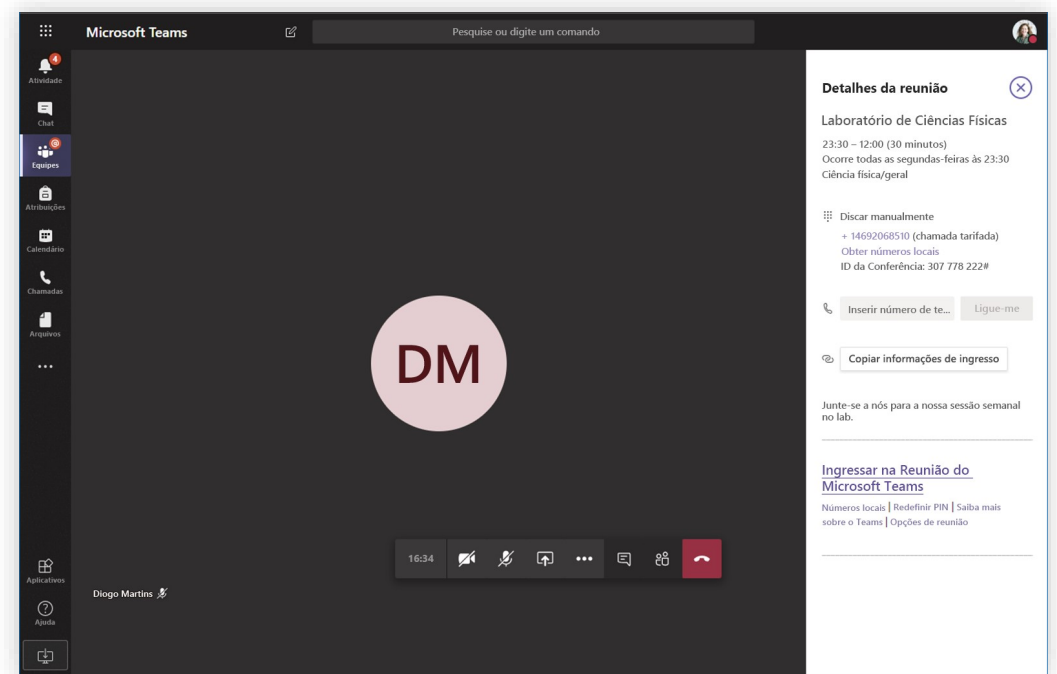 Microsoft Teams
Pesquise ou digite um comando
4
Atividade
Chat
@
Equipes
Atribuições
Calendário
Chamadas
Arquivos
Aplicativos
Ajuda
DM
16:34
Diogo Martins
Detalhes da reunião
Laboratório de Ciências Físicas
23:30 – 12:00 (30 minutos)
Ocorre todas as segundas-feiras às 23:30
Ciência física/geral
Discar manualmente
+ 14692068510 (chamada tarifada)
Obter números locais
ID da Conferência: 307 778 222#
Inserir número de te... Ligue-me
Copiar informações de ingresso
Junte-se a nós para a nossa sessão semanal
no lab.
Ingressar na Reunião do
Microsoft Teams
Números locais | Redefinir PIN | Saiba mais
sobre o Teams | Opções de reunião